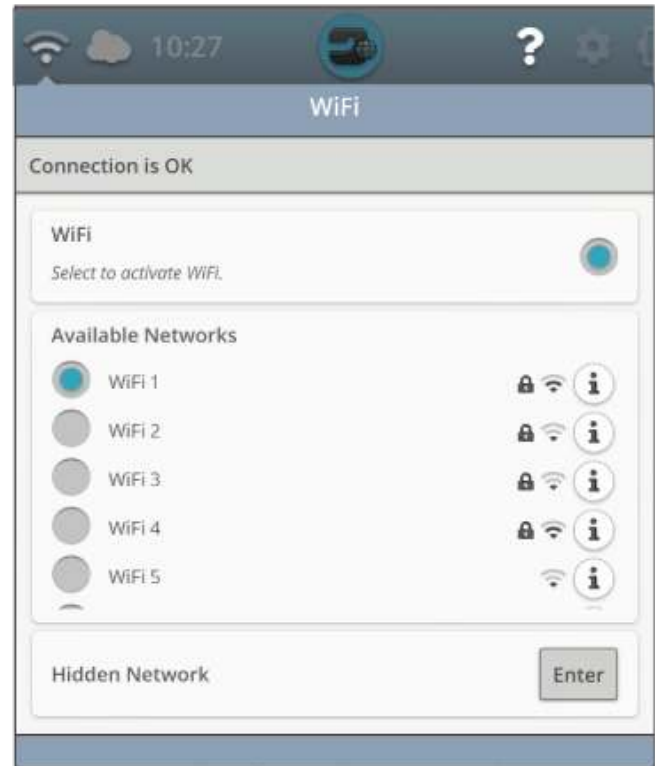 10:27
?
WiFi
Connection is OK
WiFi
Select to activate WiFi.
Available Networks
WiFi 1
i
WiFi 2
i
WiFi 3
i
WiFi 4
i
WiFi 5
i
Hidden Network
Enter